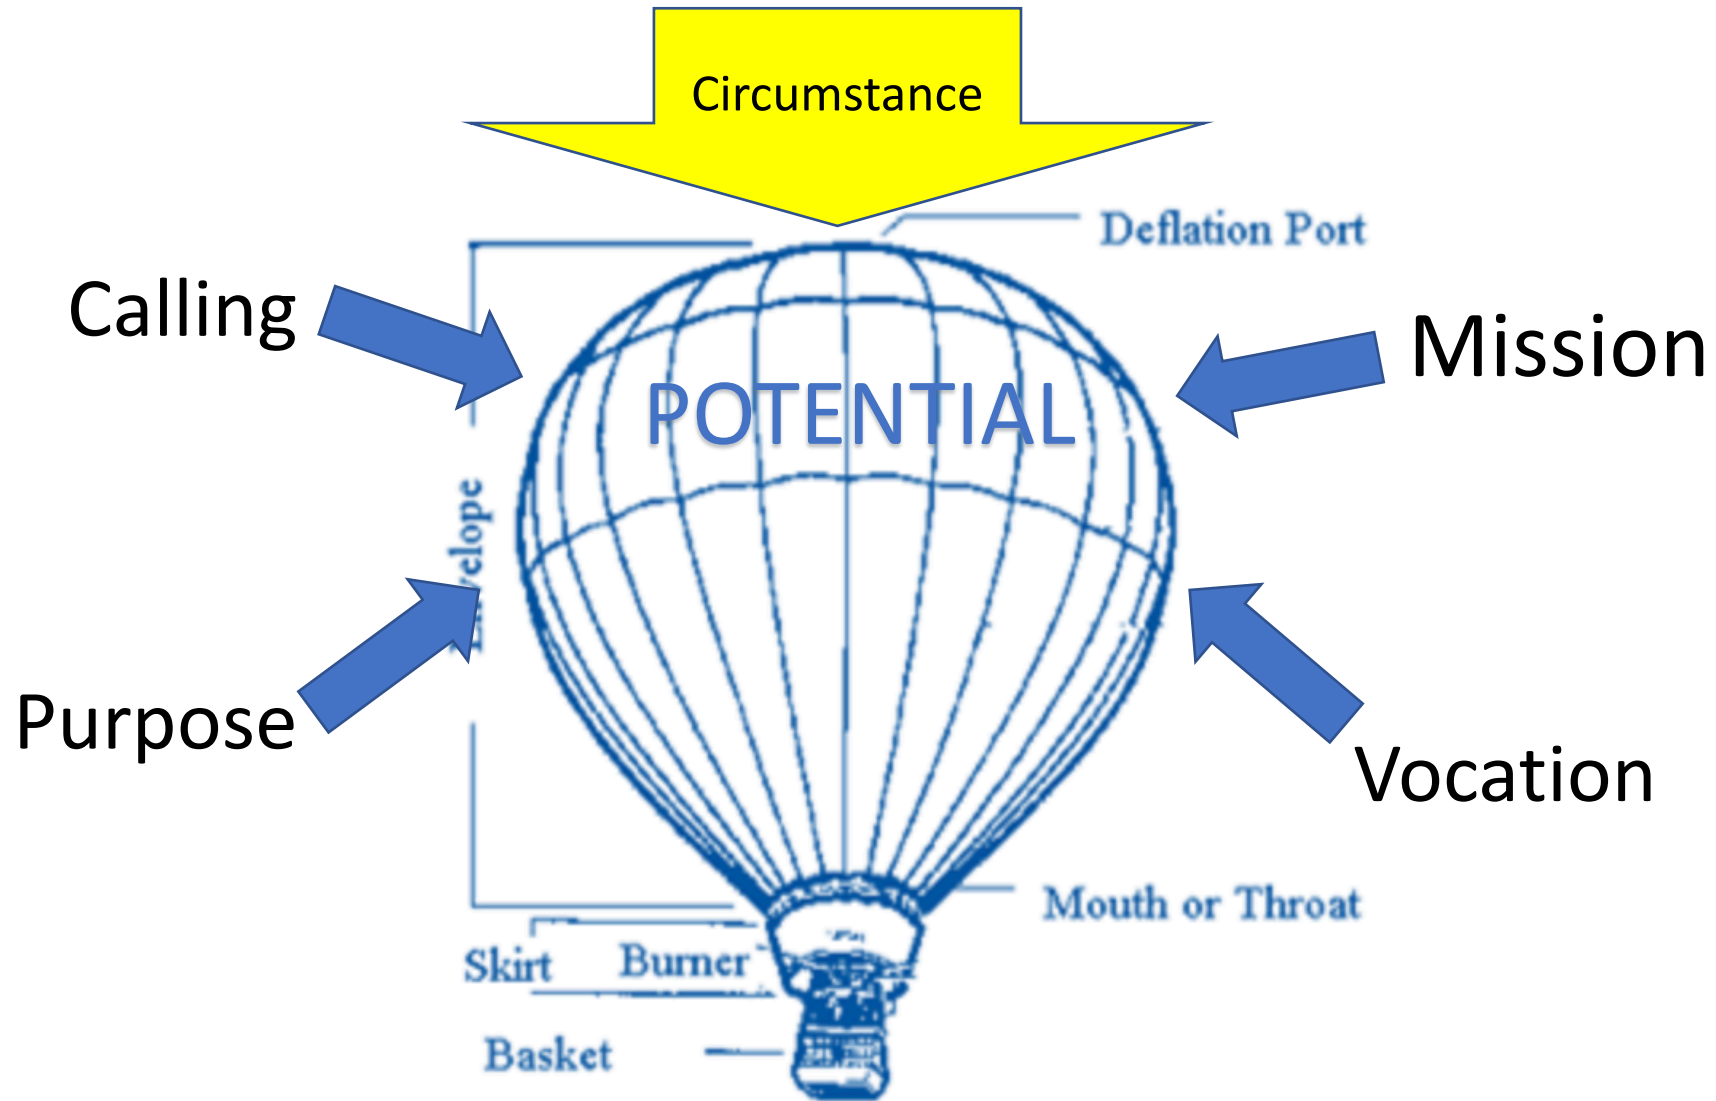 Circumstance
Deflation Port
Calling
Mission
POTENTIAL
Envelope
Purpose
Vocation
Mouth or Throat
Skirt
Burner
Basket